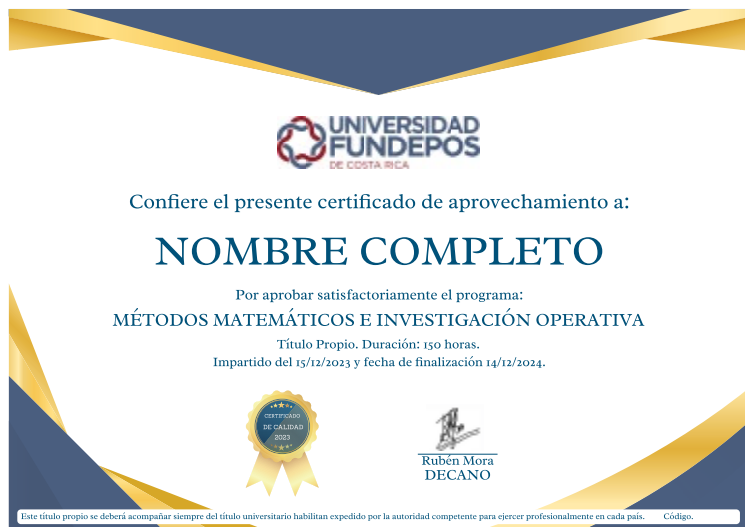 UNIVERSIDAD
FUNDEPOS
DE COSTA RICA
Confiere el presente certificado de aprovechamiento a:
NOMBRE COMPLETO
Por aprobar satisfactoriamente el programa:
MÉTODOS MATEMÁTICOS E INVESTIGACIÓN OPERATIVA
Título Propio. Duración: 150 horas.
Impartido del 15/12/2023 y fecha de finalización 14/12/2024.
CERTIFICADO
DE CALIDAD
2023
Rubén Mora
DECANO
Este título propio se deberá acompañar siempre del título universitario habilitan expedido por la autoridad competente para ejercer profesionalmente en cada país. Código.